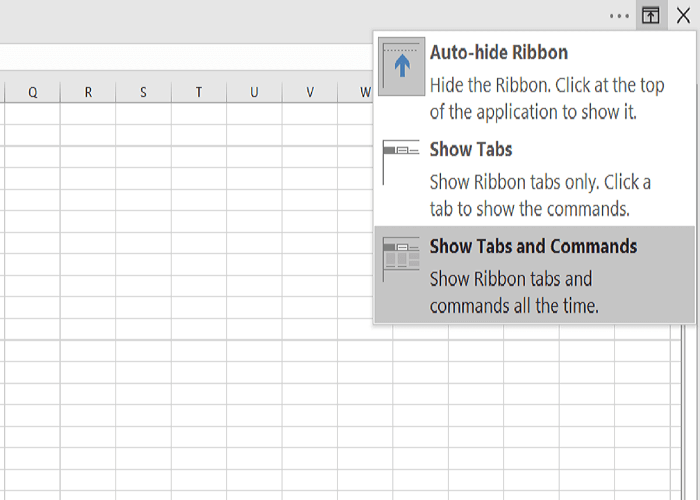 Auto-hide Ribbon
Hide the Ribbon. Click at the top
of the application to show it.
Q R S T U V W
Show Tabs
Show Ribbon tabs only. Click a
tab to show the commands.
Show Tabs and Commands
Show Ribbon tabs and
commands all the time.